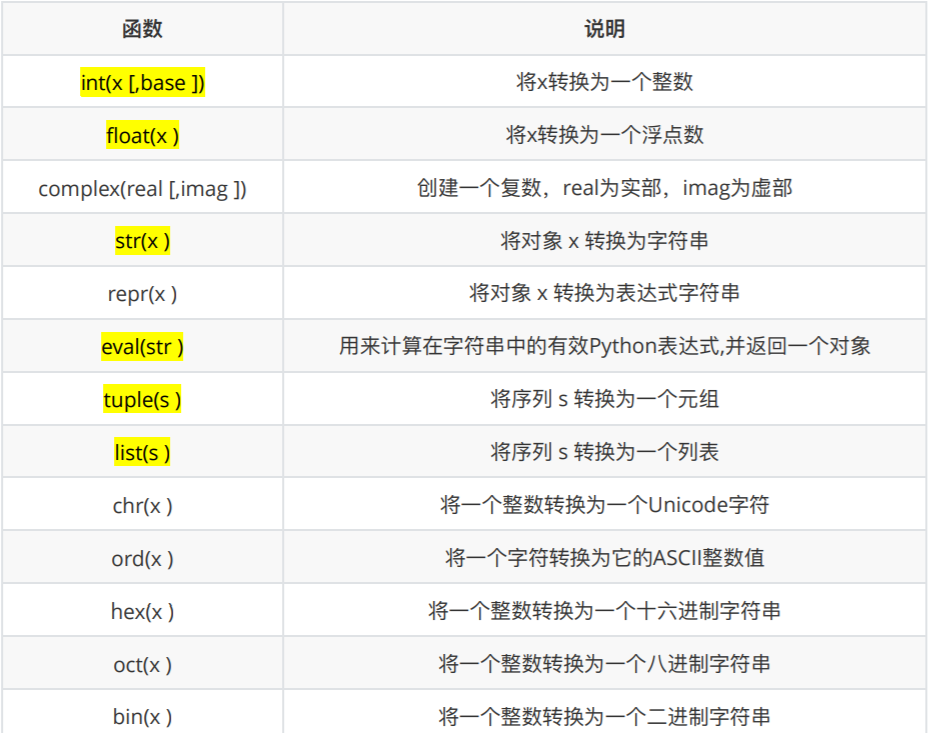 函数 说明
int(x [,base ]) 将x转换为一个整数
float(x ) 将x转换为一个浮点数
complex(real [,imag ]) 创建一个复数，real为实部，imag为虚部
str(x ) 将对象 x 转换为字符串
repr(x ) 将对象 x 转换为表达式字符串
eval(str ) 用来计算在字符串中的有效Python表达式,并返回一个对象
tuple(s ) 将序列 s 转换为一个元组
list(s ) 将序列 s 转换为一个列表
chr(x ) 将一个整数转换为一个Unicode字符
ord(x ) 将一个字符转换为它的ASCII整数值
hex(x ) 将一个整数转换为一个十六进制字符串
oct(x ) 将一个整数转换为一个八进制字符串
bin(x ) 将一个整数转换为一个二进制字符串